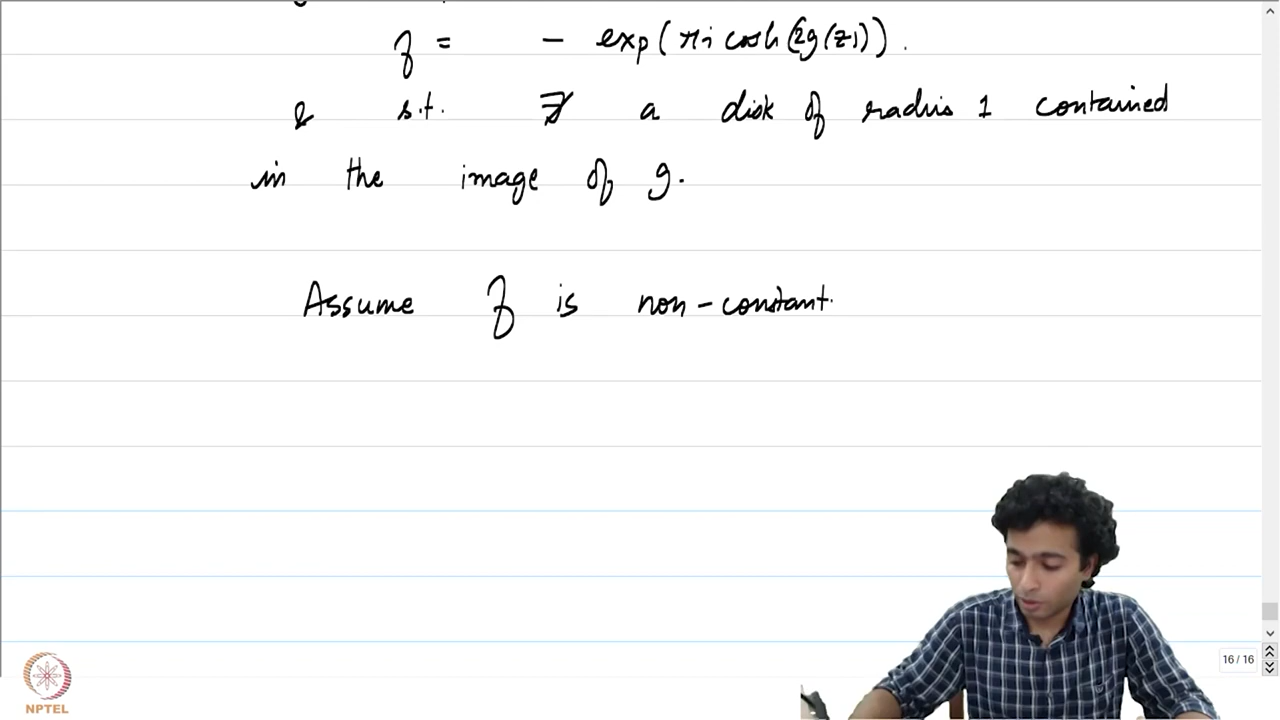 f = - exp(πi cosh(2g(z))).
& s.t. ∄ a disk of radius 1 contained
in the image of g.
Assume f is non-constant.
16 / 16
NPTEL